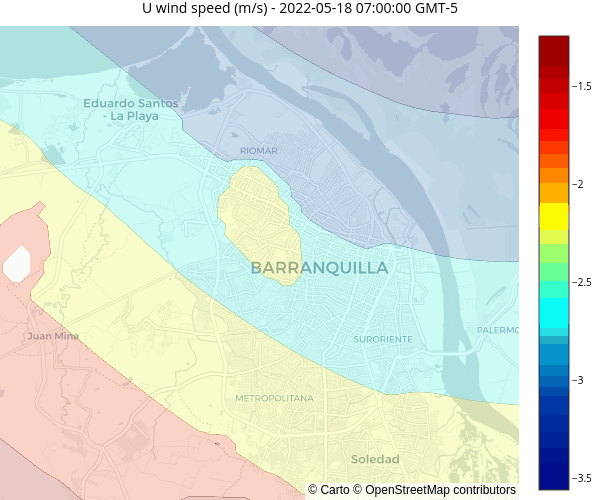 U wind speed (m/s) - 2022-05-18 07:00:00 GMT-5
Eduardo Santos
- La Playa
RIOMAR
BARRANQUILLA
Juan Mina
SURORIENTE
PALERMO
METROPOLITANA
Soledad
© Carto © OpenStreetMap contributors
−1.5
−2
−2.5
−3
−3.5